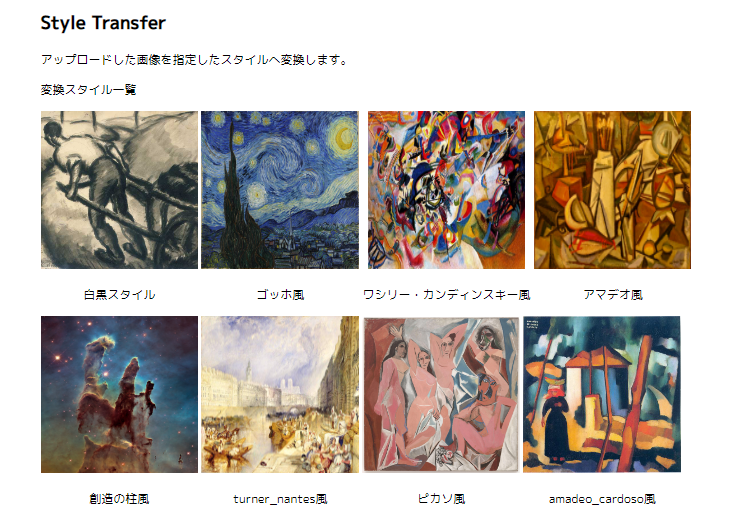 Style Transfer
アップロードした画像を指定したスタイルへ変換します。
変換スタイル一覧
白黒スタイル
ゴッホ風
ワシリー・カンディンスキー風
アマデオ風
創造の柱風
turner_nantes風
ピカソ風
amadeo_cardoso風